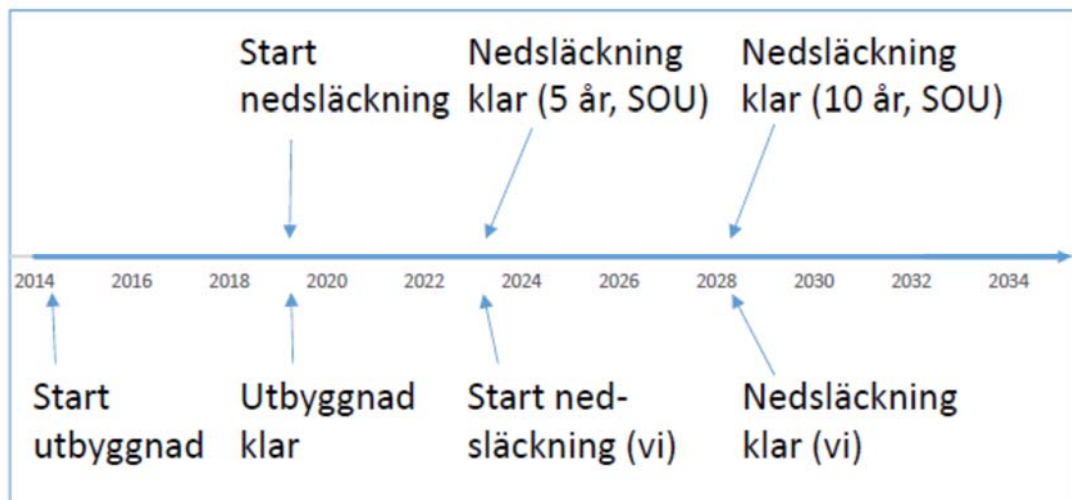 Start
nedsläckning
Nedsläckning
klar (5 år, SOU)
Nedsläckning
klar (10 år, SOU)
2014 2016 2018 2020 2022 2024 2026 2028 2030 2032 2034
Start
utbyggnad
Utbyggnad
klar
Start ned-
släckning (vi)
Nedsläckning
klar (vi)